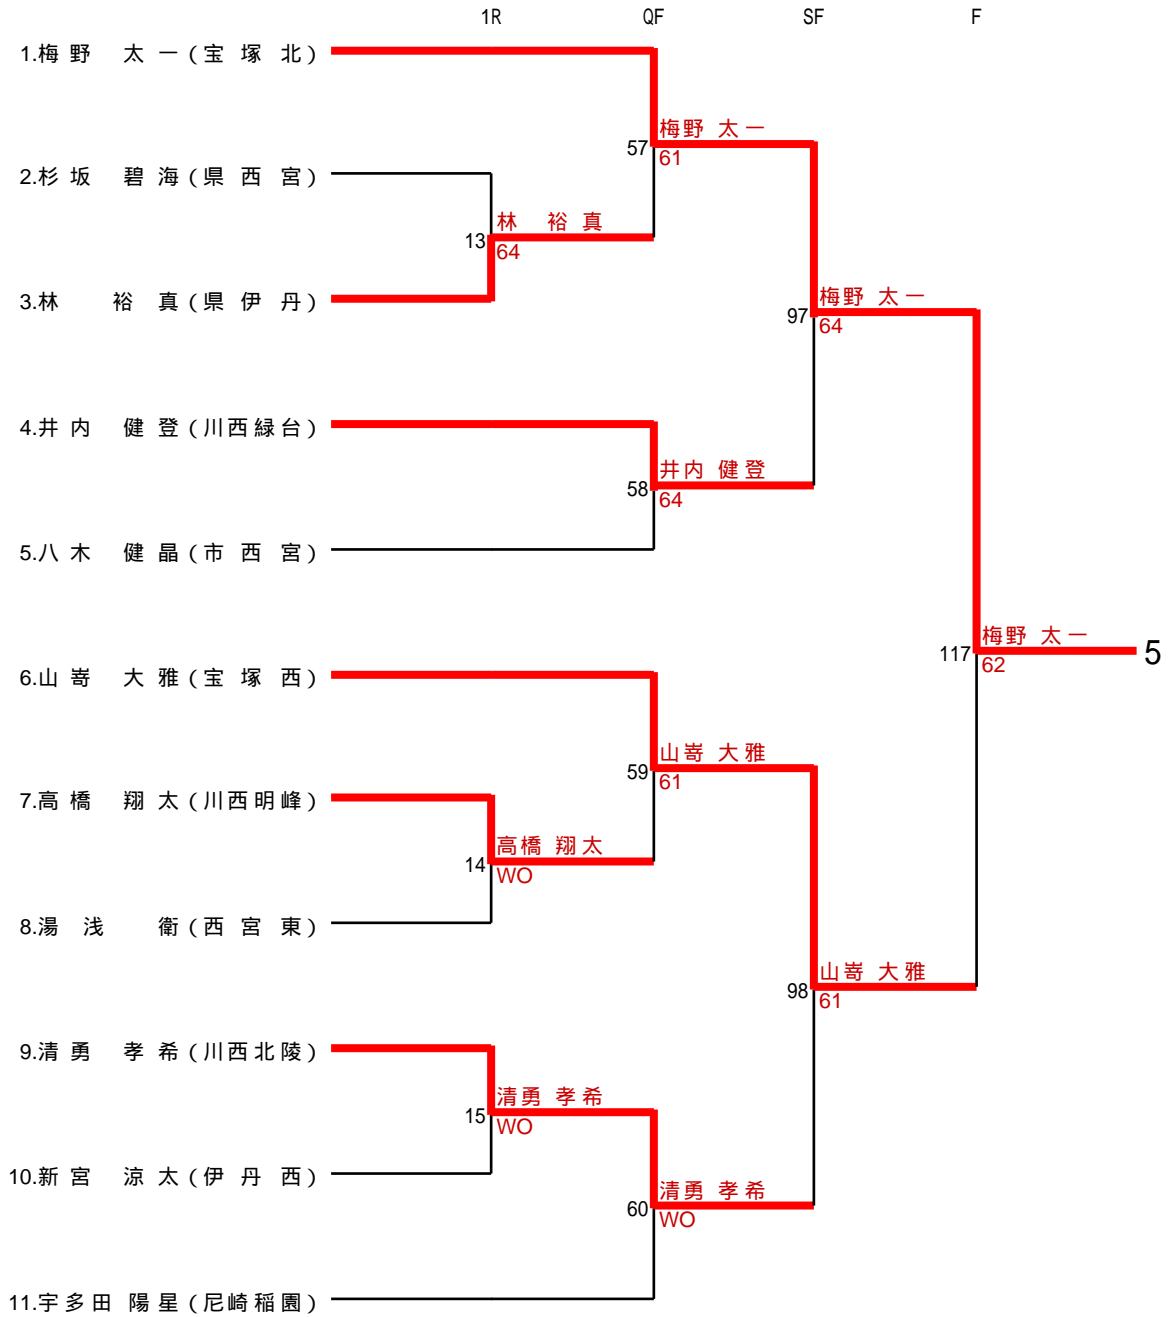 1R QF SF F
1.梅野 太一(宝塚北)
梅野 太一
57
61
2.杉坂 碧海(県西宮)
林 裕真
13
64
3.林 裕真(県伊丹)
梅野 太一
97
64
4.井内 健登(川西緑台)
井内 健登
58
64
5.八木 健晶(市西宮)
梅野 太一
117
62
5
6.山嵜 大雅(宝塚西)
山嵜 大雅
59
61
7.高橋 翔太(川西明峰)
高橋 翔太
14
WO
8.湯浅 衛(西宮東)
山嵜 大雅
98
61
9.清勇 孝希(川西北陵)
清勇 孝希
15
WO
10.新宮 涼太(伊丹西)
清勇 孝希
60
WO
11.宇多田 陽星(尼崎稲園)